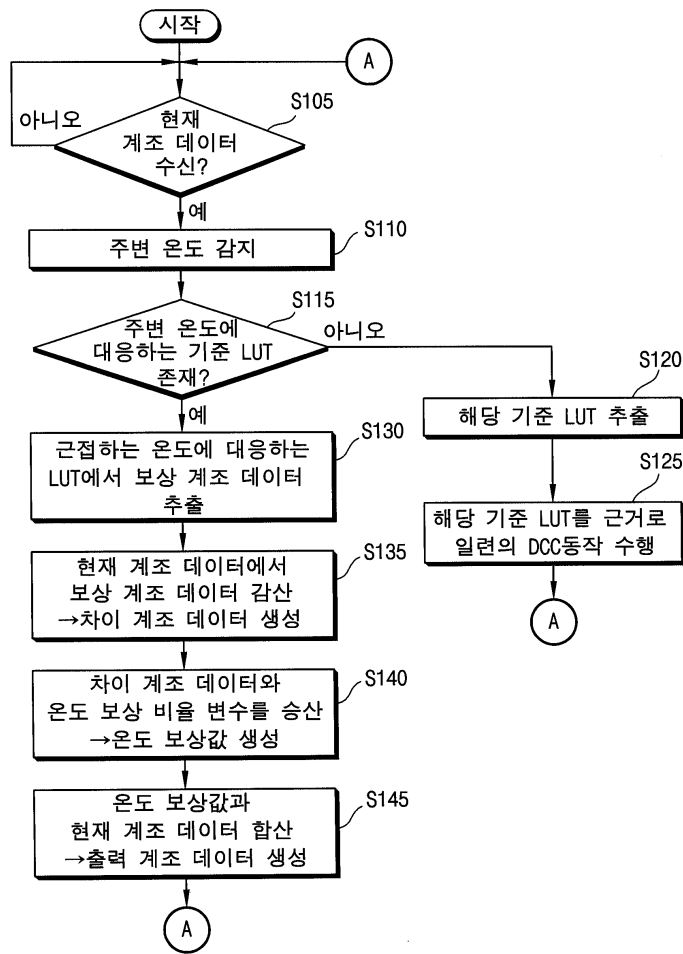 시작
A
S105
아니오
현재
계조 데이터
수신?
예
S110
주변 온도 감지
S115
주변 온도에
대응하는 기준 LUT
존재?
아니오
예
S120
해당 기준 LUT 추출
S125
해당 기준 LUT를 근거로
일련의 DCC동작 수행
A
S130
근접하는 온도에 대응하는
LUT에서 보상 계조 데이터
추출
S135
현재 계조 데이터에서
보상 계조 데이터 감산
→차이 계조 데이터 생성
S140
차이 계조 데이터와
온도 보상 비율 변수를 승산
→온도 보상값 생성
S145
온도 보상값과
현재 계조 데이터 합산
→출력 계조 데이터 생성
A